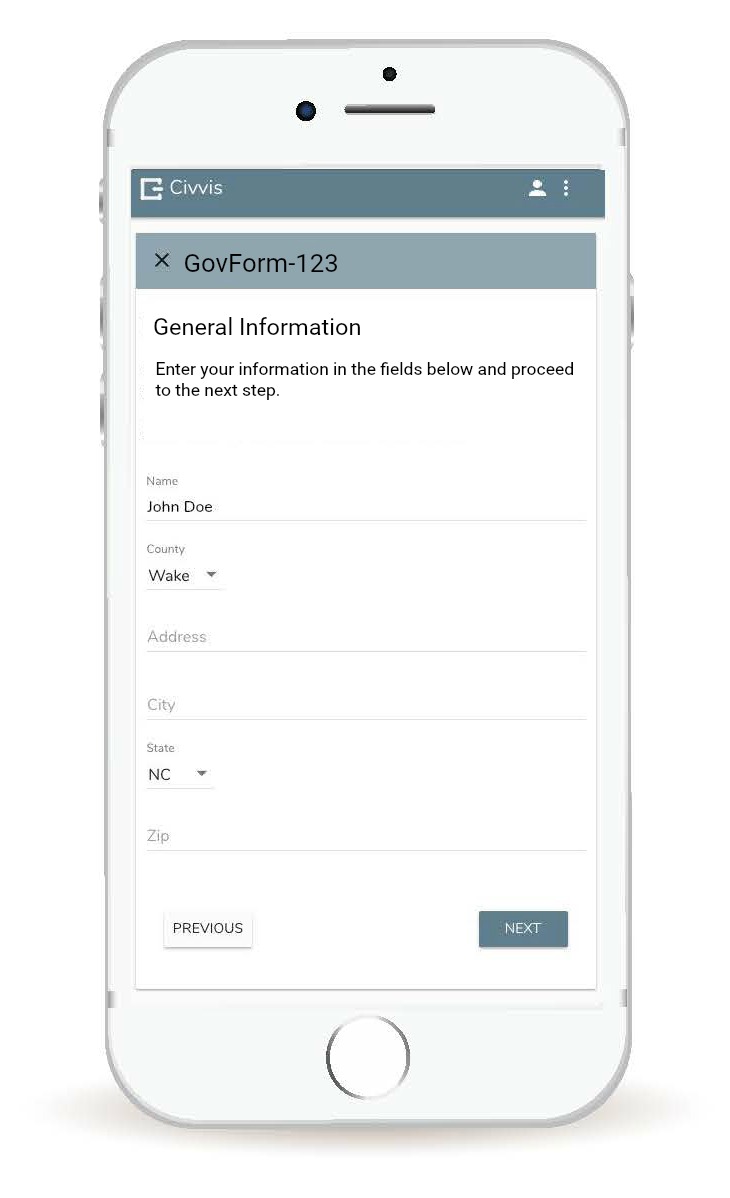 Civvis
GovForm-123
General Information
Enter your information in the fields below and proceed
to the next step.
Name
John Doe
County
Wake
Address
City
State
NC
Zip
PREVIOUS
NEXT